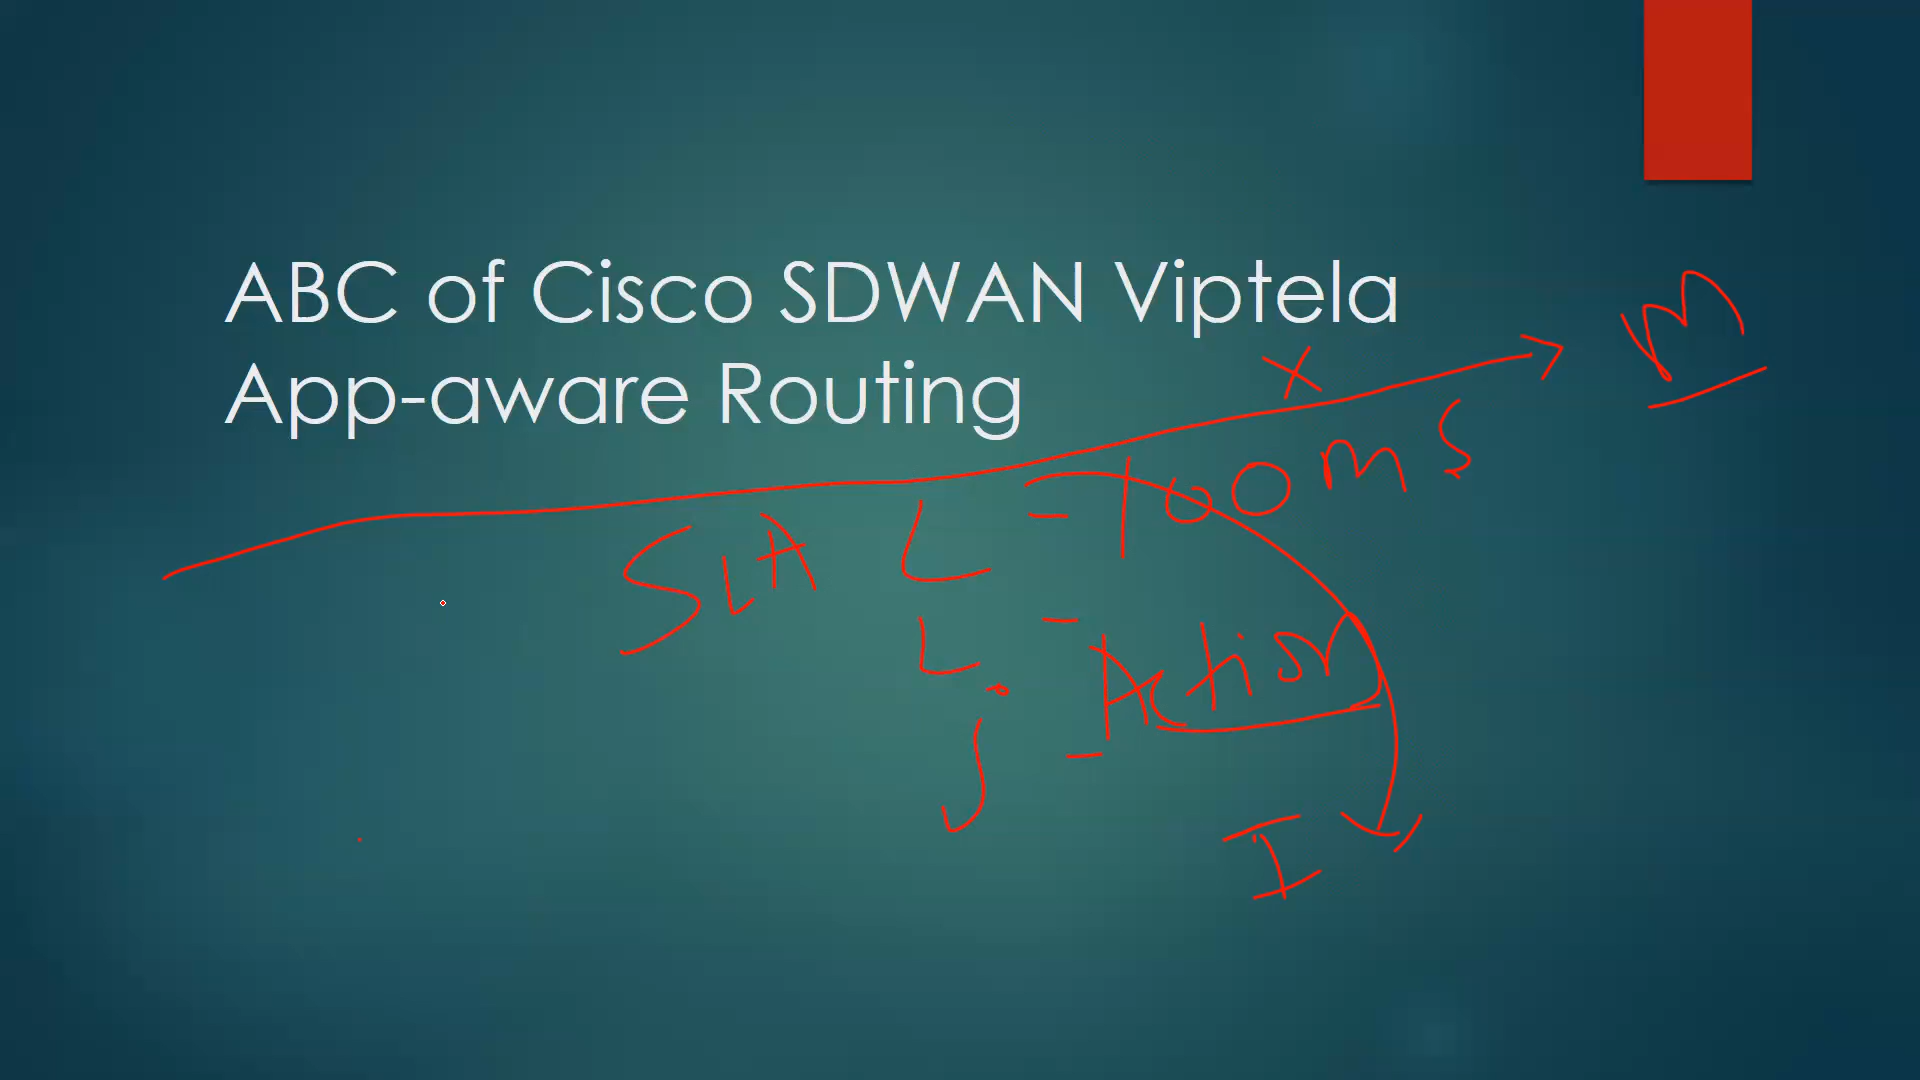 ABC of Cisco SDWAN Viptela
App-aware Routing
M
X
SLA L - 100ms
L -
Action
J -
I